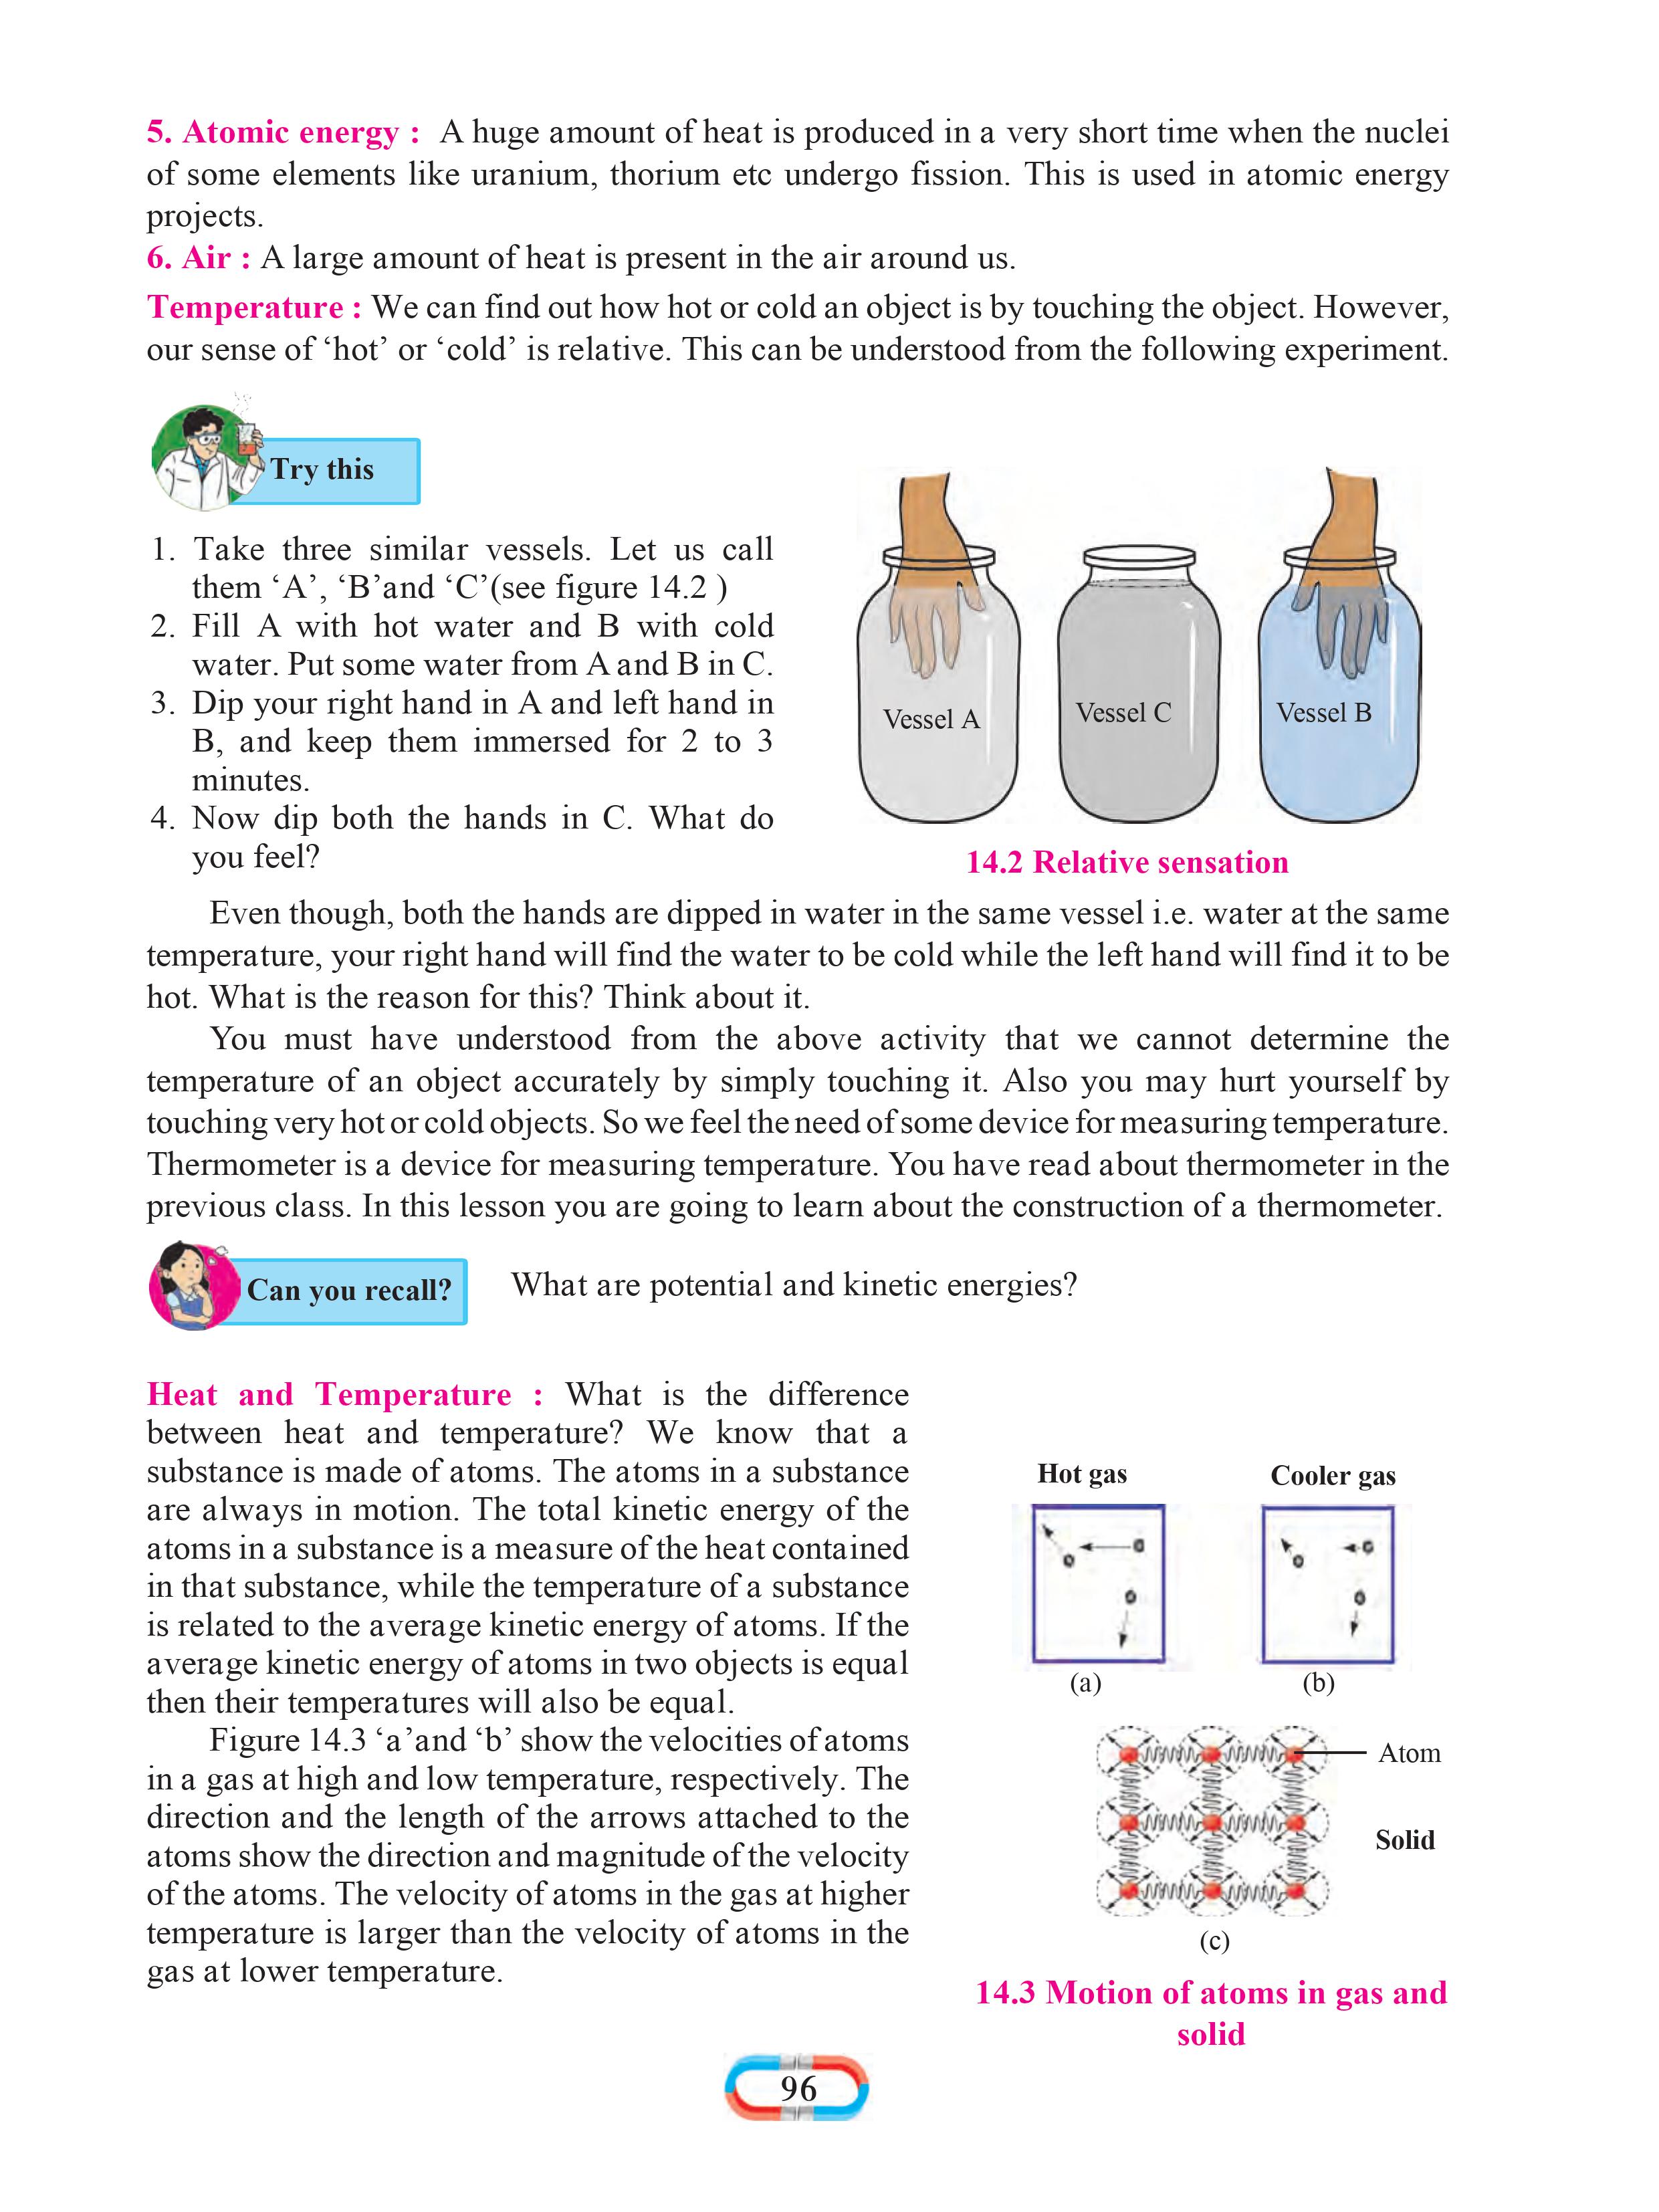 5. Atomic energy : A huge amount of heat is produced in a very short time when the nuclei
of some elements like uranium, thorium etc undergo fission. This is used in atomic energy
projects.
6. Air : A large amount of heat is present in the air around us.
Temperature : We can find out how hot or cold an object is by touching the object. However,
our sense of ‘hot’ or ‘cold’ is relative. This can be understood from the following experiment.
Try this
1. Take three similar vessels. Let us call
them ‘A’, ‘B’and ‘C’(see figure 14.2 )
2. Fill A with hot water and B with cold
water. Put some water from A and B in C.
3. Dip your right hand in A and left hand in
B, and keep them immersed for 2 to 3
minutes.
4. Now dip both the hands in C. What do
you feel?
Vessel A
Vessel C
Vessel B
14.2 Relative sensation
Even though, both the hands are dipped in water in the same vessel i.e. water at the same
temperature, your right hand will find the water to be cold while the left hand will find it to be
hot. What is the reason for this? Think about it.
You must have understood from the above activity that we cannot determine the
temperature of an object accurately by simply touching it. Also you may hurt yourself by
touching very hot or cold objects. So we feel the need of some device for measuring temperature.
Thermometer is a device for measuring temperature. You have read about thermometer in the
previous class. In this lesson you are going to learn about the construction of a thermometer.
Can you recall?
What are potential and kinetic energies?
Heat and Temperature : What is the difference
between heat and temperature? We know that a
substance is made of atoms. The atoms in a substance
are always in motion. The total kinetic energy of the
atoms in a substance is a measure of the heat contained
in that substance, while the temperature of a substance
is related to the average kinetic energy of atoms. If the
average kinetic energy of atoms in two objects is equal
then their temperatures will also be equal.
Figure 14.3 ‘a’and ‘b’ show the velocities of atoms
in a gas at high and low temperature, respectively. The
direction and the length of the arrows attached to the
atoms show the direction and magnitude of the velocity
of the atoms. The velocity of atoms in the gas at higher
temperature is larger than the velocity of atoms in the
gas at lower temperature.
Hot gas
Cooler gas
(a)
(b)
Atom
Solid
(c)
14.3 Motion of atoms in gas and
solid
96